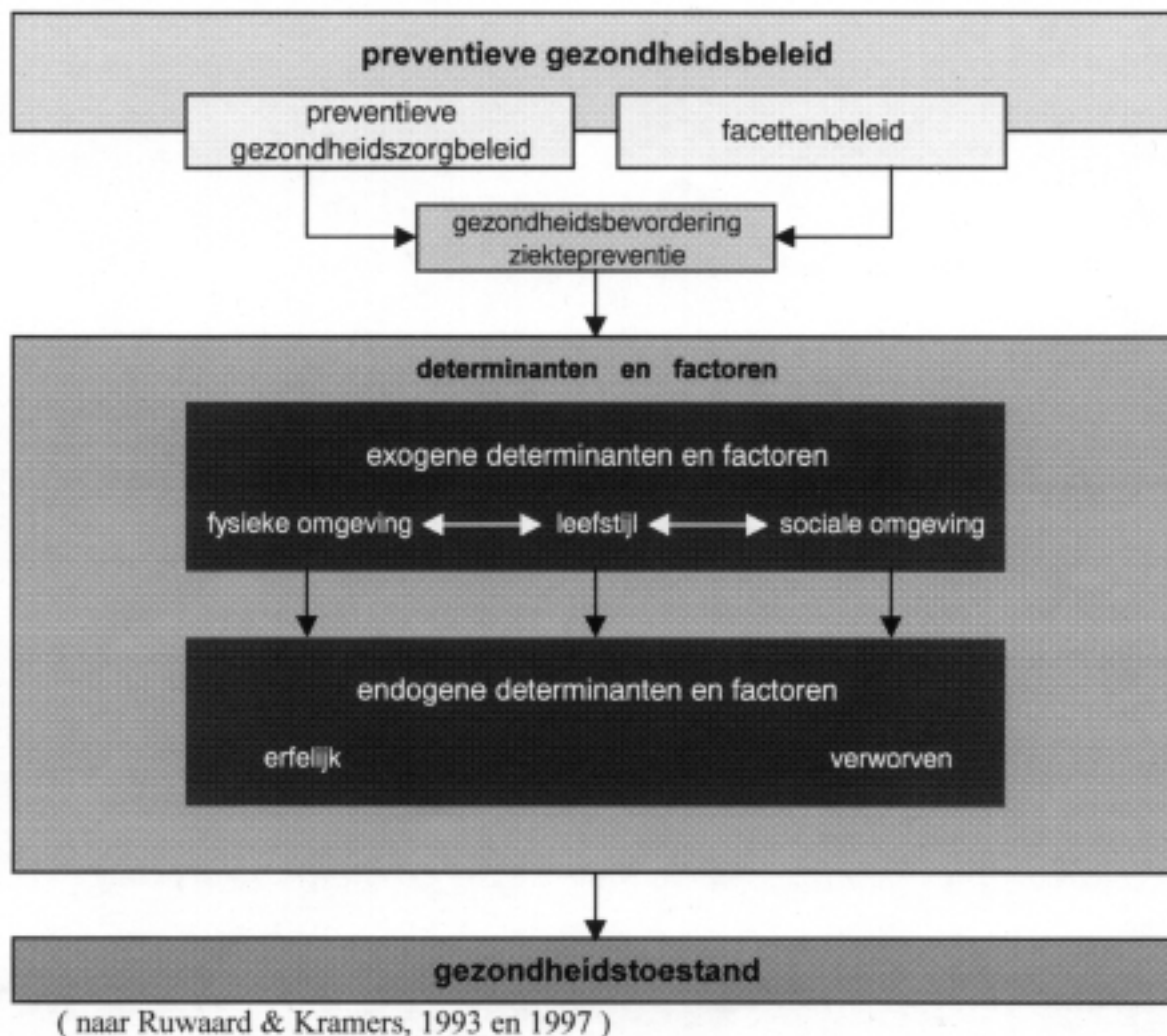 preventieve gezondheidsbeleid
preventieve
gezondheidszorgbeleid
facettenbeleid
gezondheidsbevordering
ziektepreventie
determinanten en factoren
exogene determinanten en factoren
fysieke omgeving leefstijl sociale omgeving
endogene determinanten en factoren
erfelijk verworven
gezondheidstoestand
( naar Ruwaard & Kramers, 1993 en 1997 )